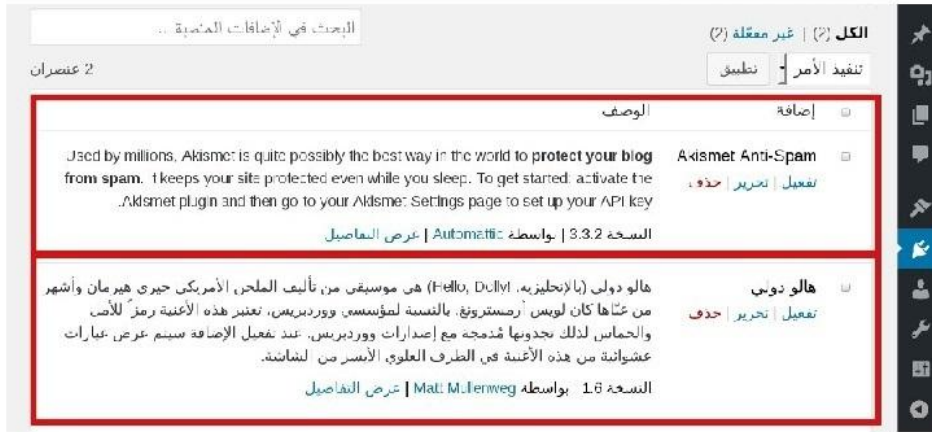 الكل (2) | غير مفعّلة (2)
البحث في الإضافات المنصبة ...
تنفيذ الأمر تطبيق
2 عنصران
إضافة الوصف
Akismet Anti-Spam
تفعيل | تحرير | حذف
Used by millions, Akismet is quite possibly the best way in the world to protect your blog
from spam. It keeps your site protected even while you sleep. To get started: activate the
Akismet plugin and then go to your Akismet Settings page to set up your API key.
النسخة 3.3.2 | بواسطة Automattic | عرض التفاصيل
هالو دولي
تفعيل | تحرير | حذف
هالو دولي (بالإنجليزية: Hello, Dolly!) هي موسيقى من تأليف الملحن الأمريكي جيري هيرمان وأشهر
من غنّاها كان لويس أرمسترونغ. بالنسبة لمؤسسي ووردبريس، تعتبر هذه الأغنية رمز للأمل
والحماس لذلك تجدونها مُدمجة مع إصدارات ووردبريس. عند تفعيل الإضافة سيتم عرض عبارات
عشوائية من هذه الأغنية في الطرف العلوي الأيسر من الشاشة.
النسخة 1.6 بواسطة Matt Mullenweg | عرض التفاصيل